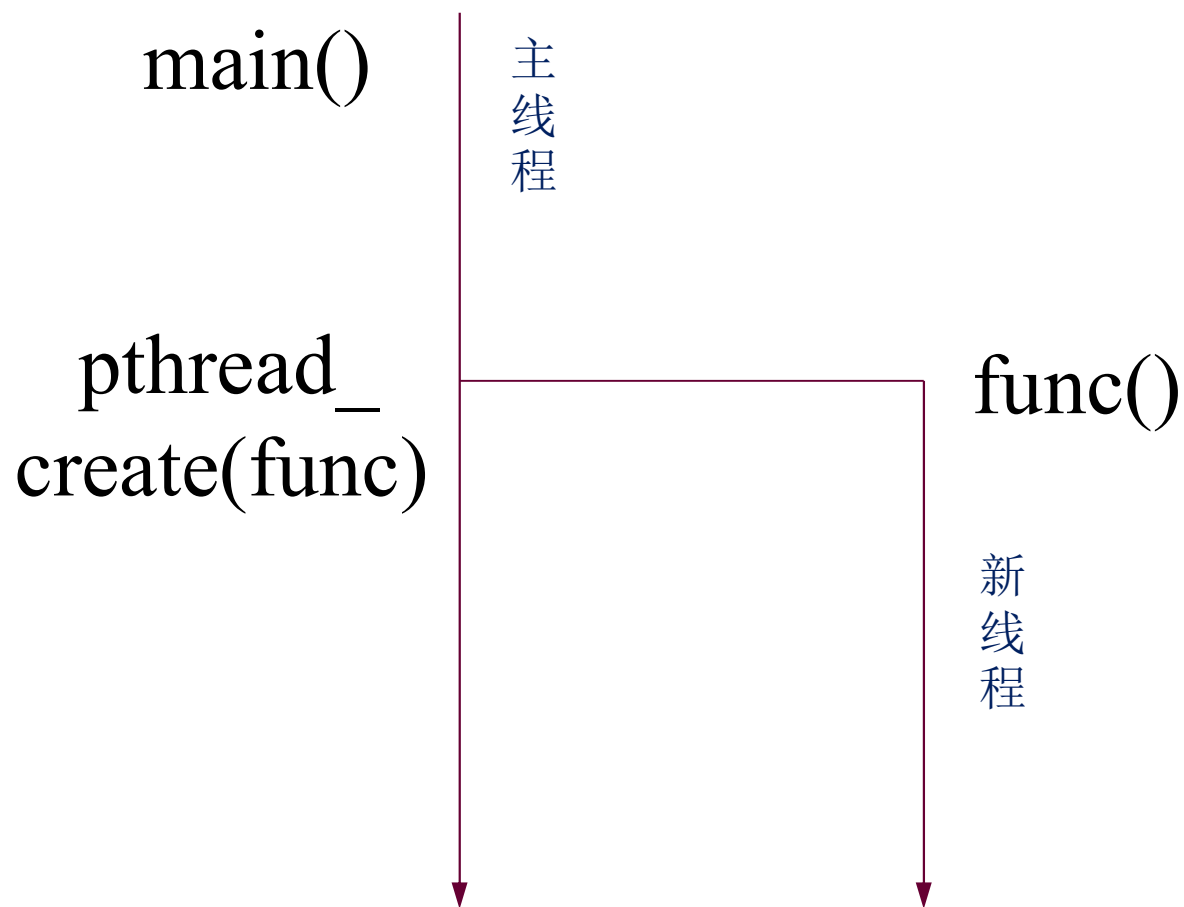 main()
主线程
pthread_
create(func)
func()
新线程